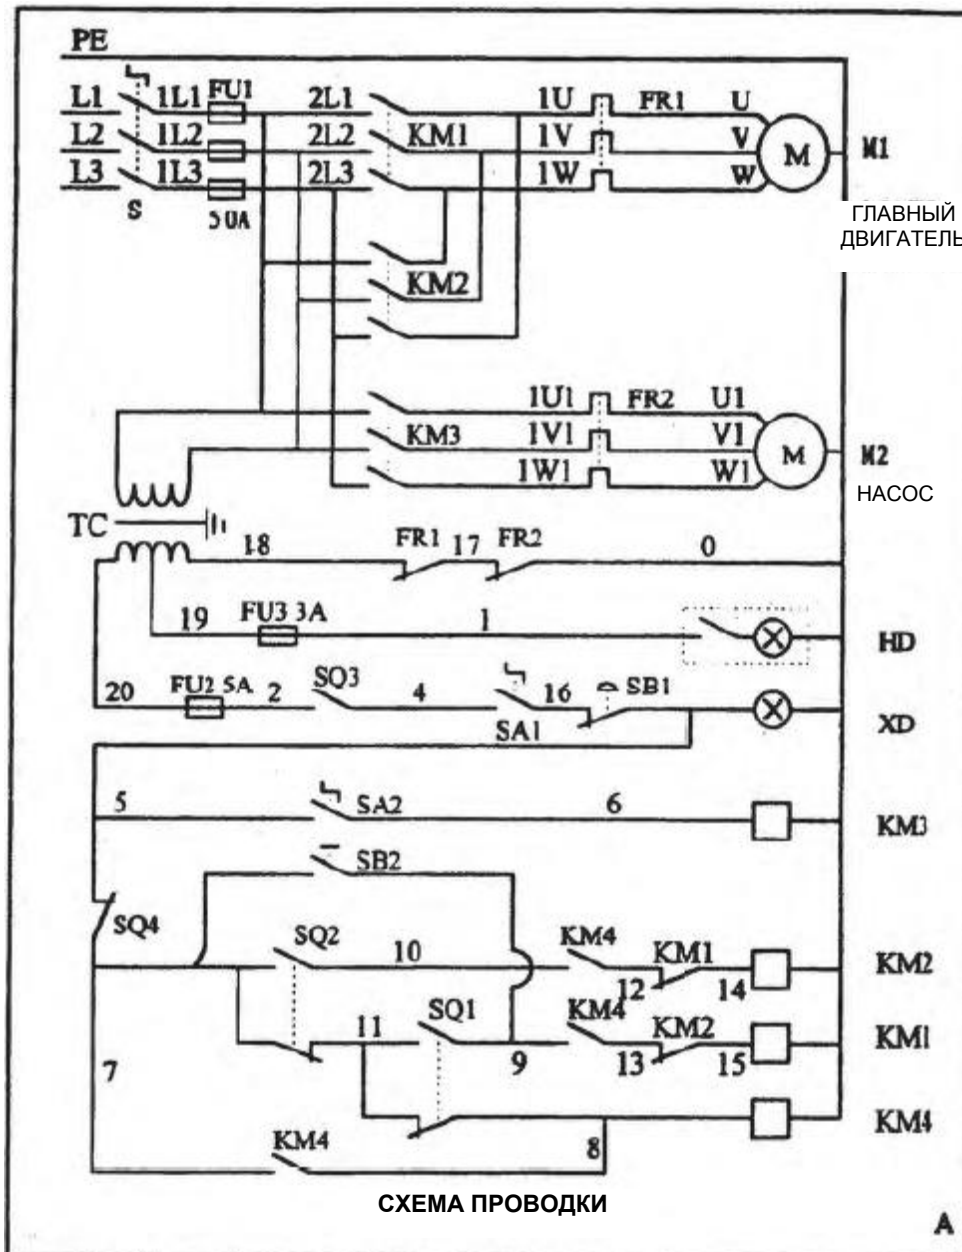 PE
L1 1L1 FU1 2L1 1U FR1 U
L2 1L2 2L2 KM1 1V V M M1
L3 1L3 2L3 1W W
S 50A
ГЛАВНЫЙ
ДВИГАТЕЛЬ
KM2
1U1 FR2 U1
KM3 1V1 V1 M M2
1W1 W1
НАСОС
TC
18 FR1 17 FR2 0
19 FU3 3A 1 HD
20 FU2 5A 2 SQ3 4 SA1 16 SB1 XD
5 SA2 6 KM3
SB2
SQ4
SQ2 10 KM4 12 KM1 14 KM2
11 SQ1 9 KM4 13 KM2 15 KM1
7
KM4 8 KM4
СХЕМА ПРОВОДКИ
A